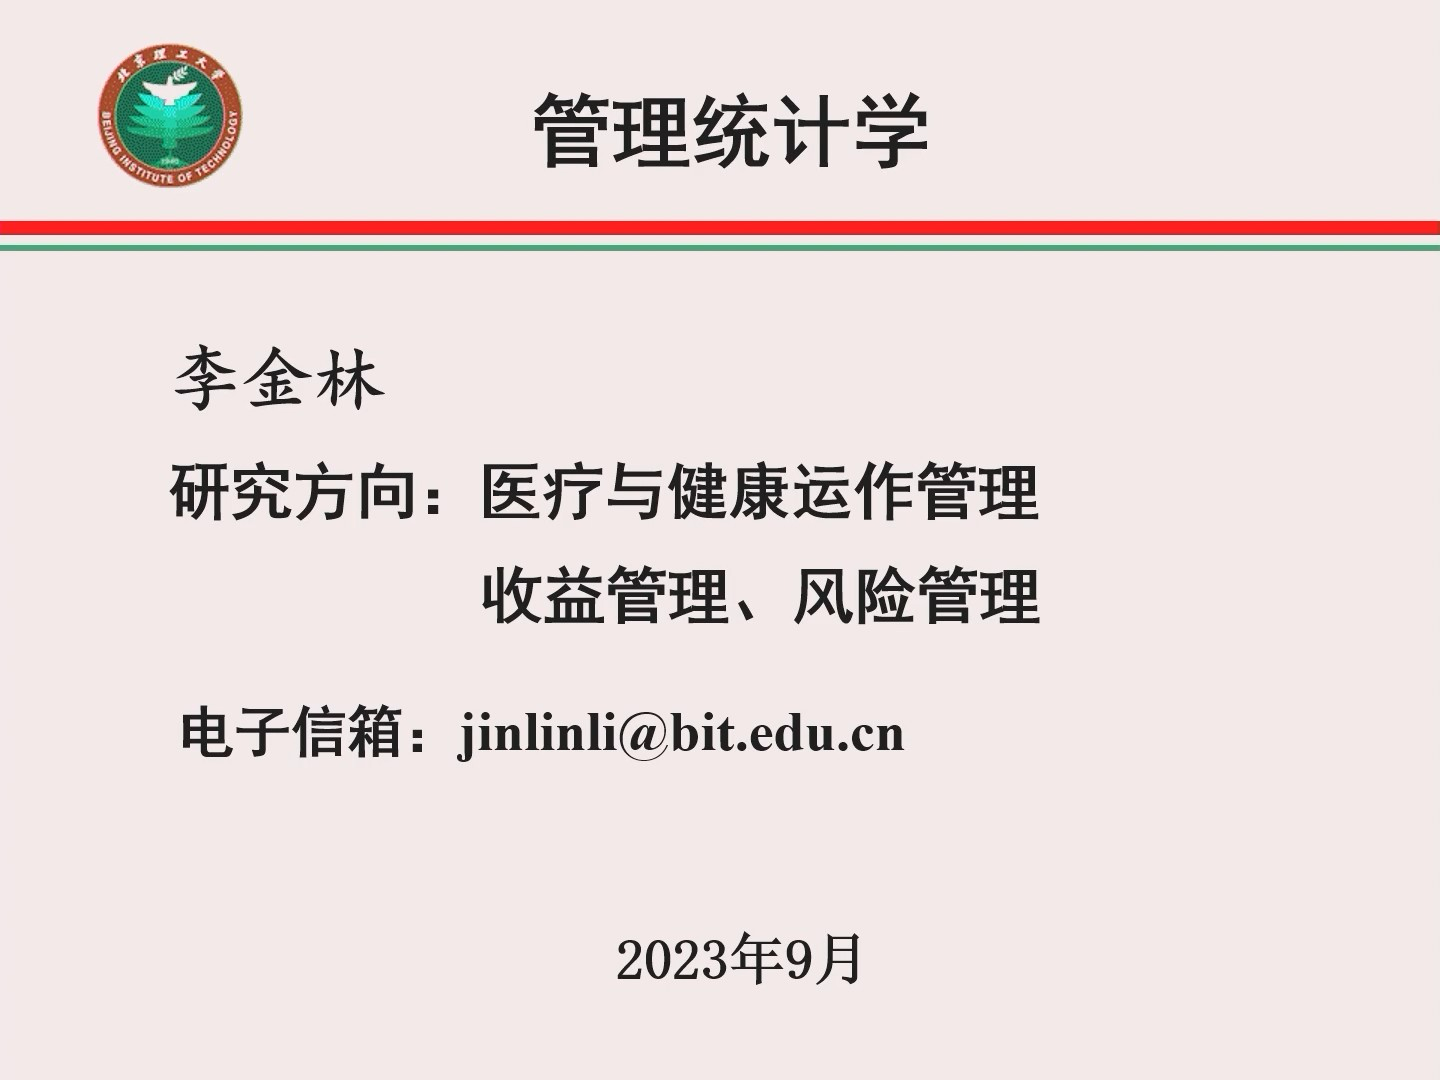 北京理工大学
BEIJING INSTITUTE OF TECHNOLOGY
1940
管理统计学
李金林
研究方向：医疗与健康运作管理
收益管理、风险管理
电子信箱：jinlinli@bit.edu.cn
2023年9月